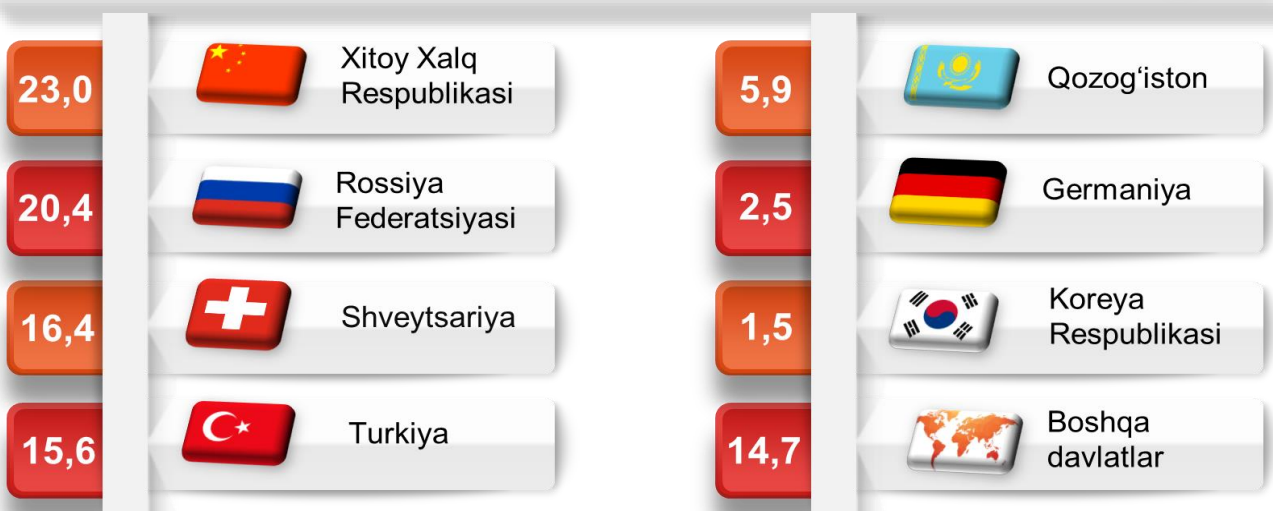 23,0
Xitoy Xalq
Respublikasi
20,4
Rossiya
Federatsiyasi
16,4
Shveytsariya
15,6
Turkiya
5,9
Qozog‘iston
2,5
Germaniya
1,5
Koreya
Respublikasi
14,7
Boshqa
davlatlar